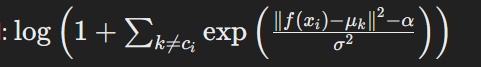 : log (1 + ∑_{k≠c_i} exp (‖f(x_i)−μ_k‖²−α / σ²))